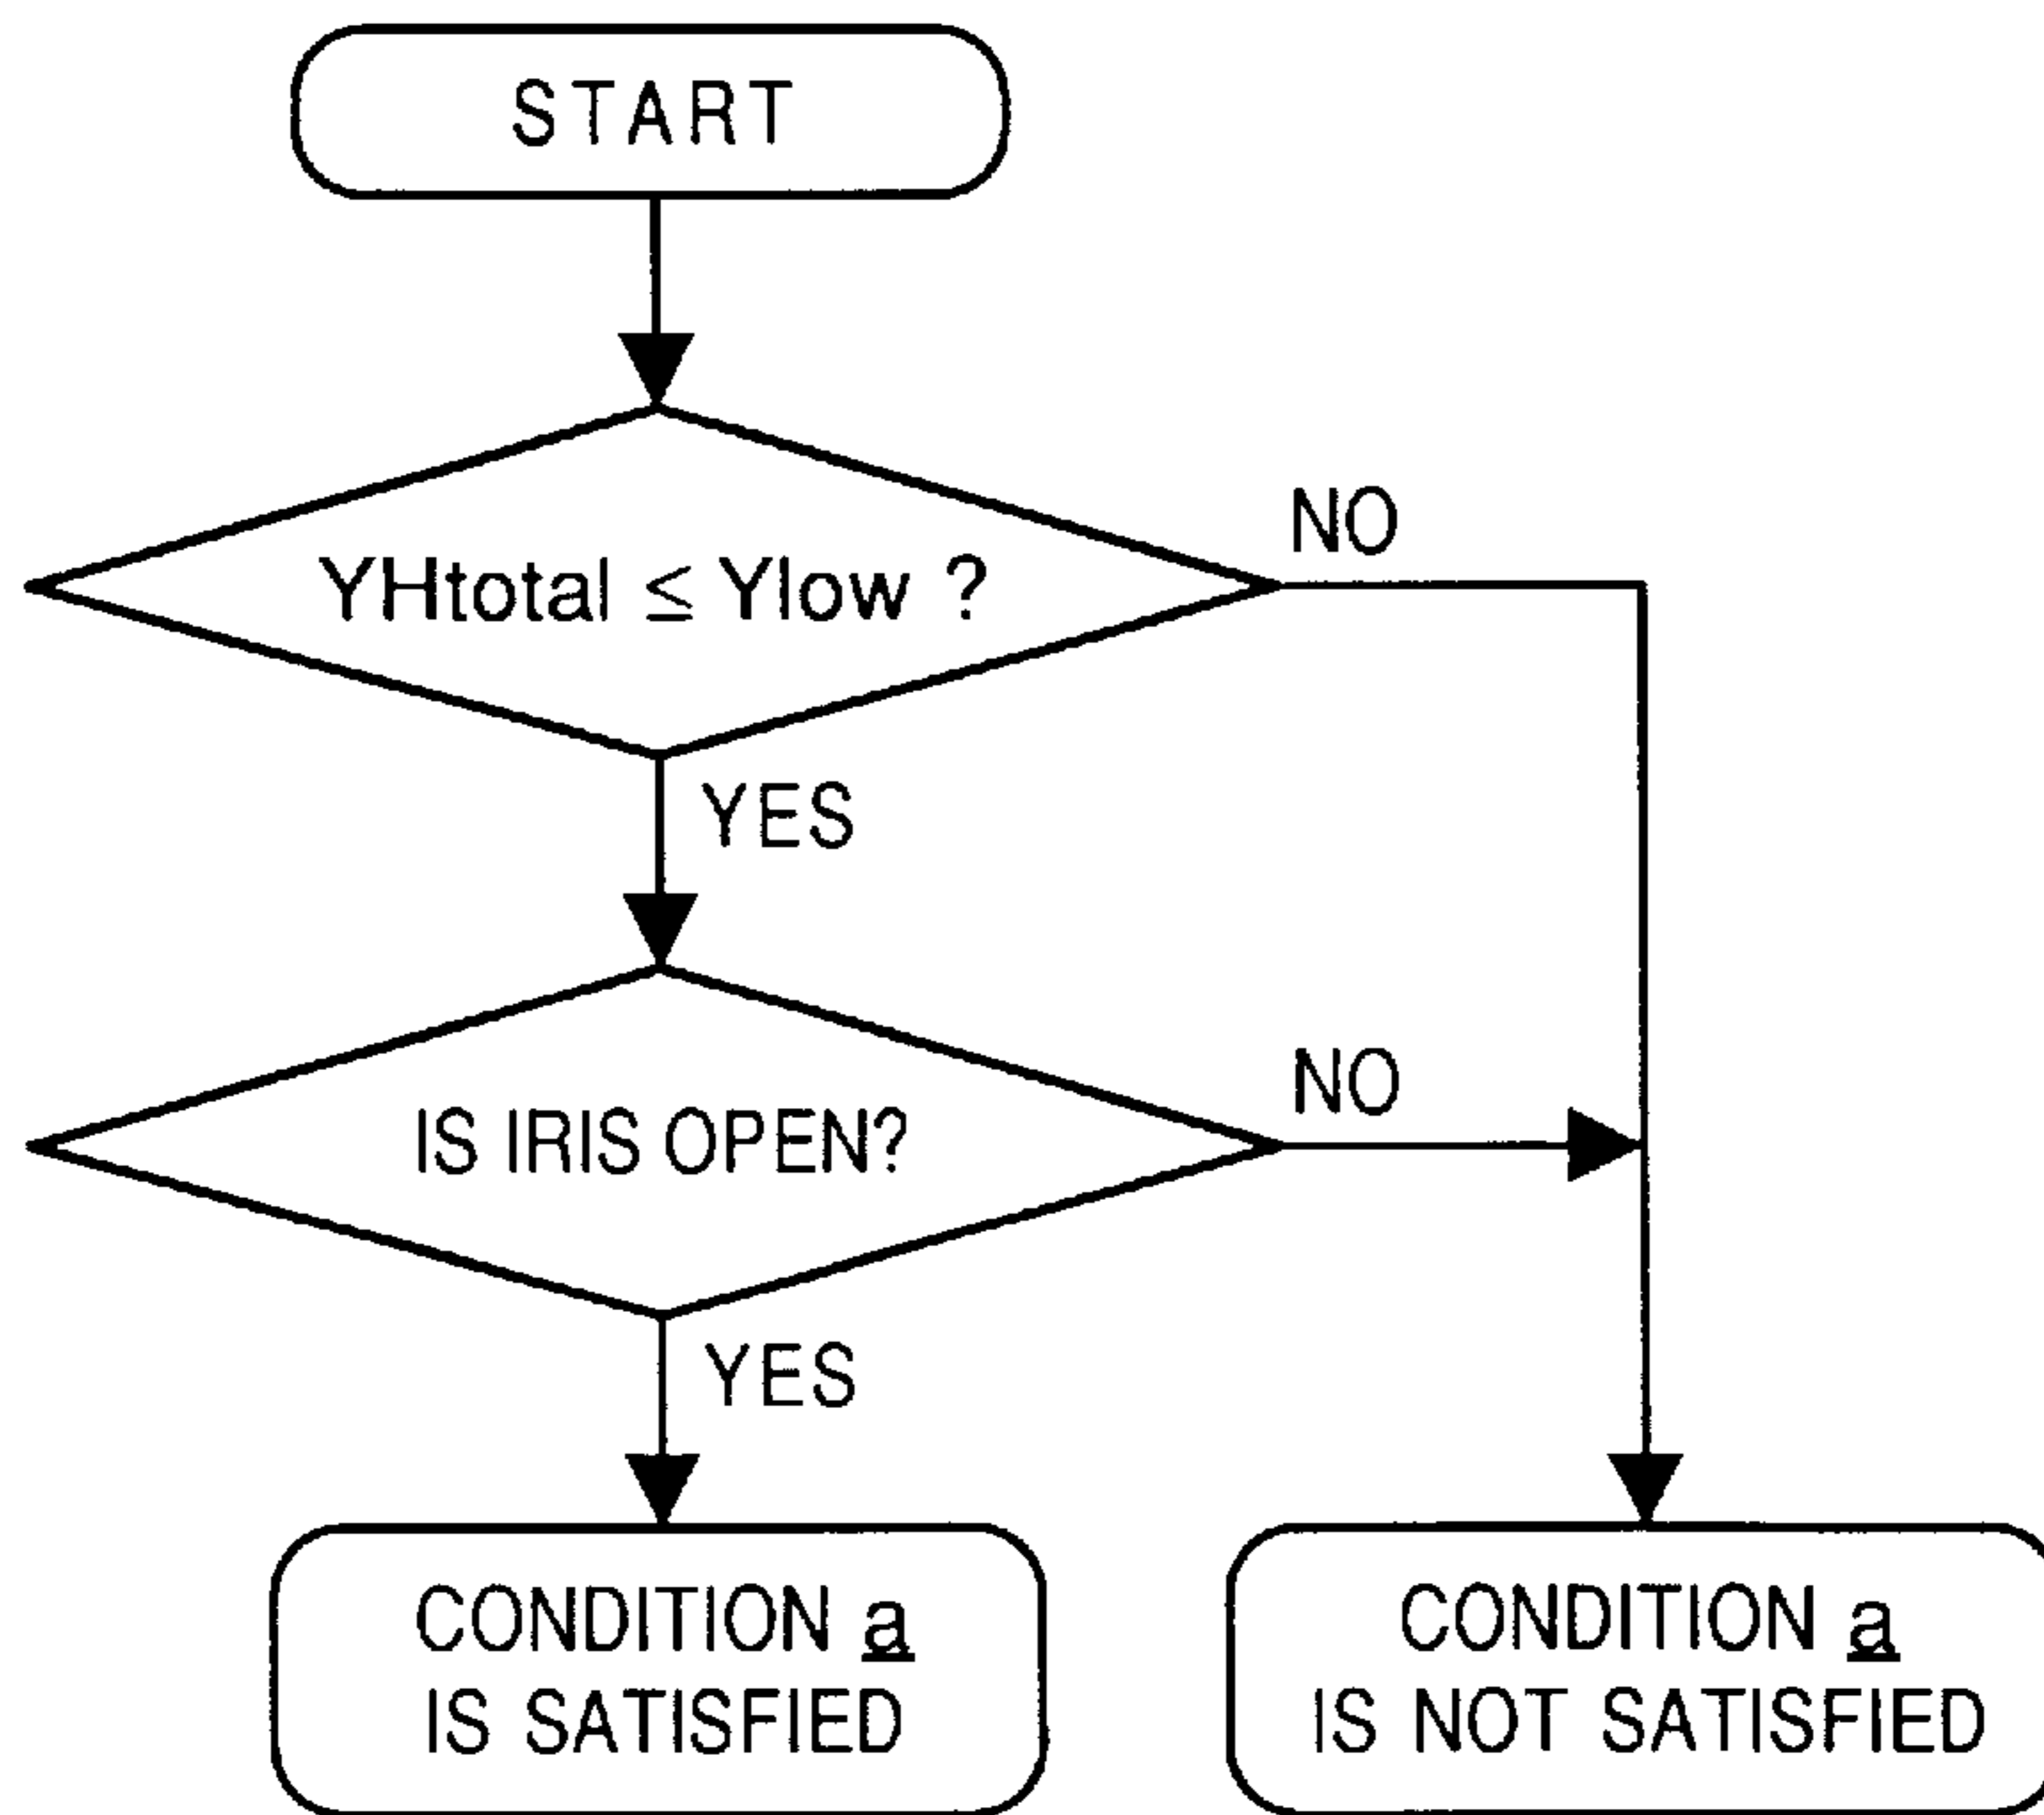 START
YHtotal ≦ Ylow ?
NO
YES
IS IRIS OPEN?
NO
YES
CONDITION a
IS SATISFIED
CONDITION a
IS NOT SATISFIED